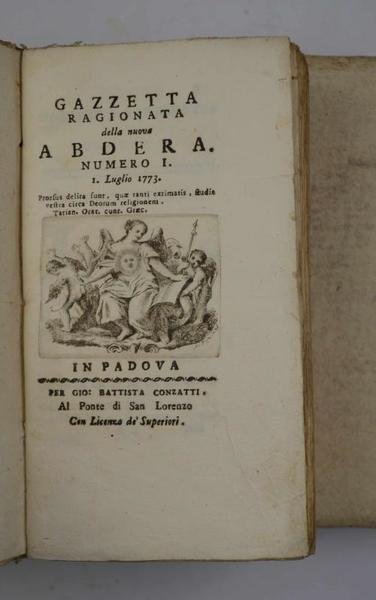 GAZZETTA
RAGIONATA
della nuova
ABDERA.
NUMERO I.
1. Luglio 1773.
Prorsus delira sunt, quæ tanti extimatis, studia
vestra circa Deorum religionem.
Tatian. Orat. cont. Græc.
IN PADOVA
PER GIO: BATTISTA CONZATTI.
Al Ponte di San Lorenzo
Con Licenza de' Superiori.